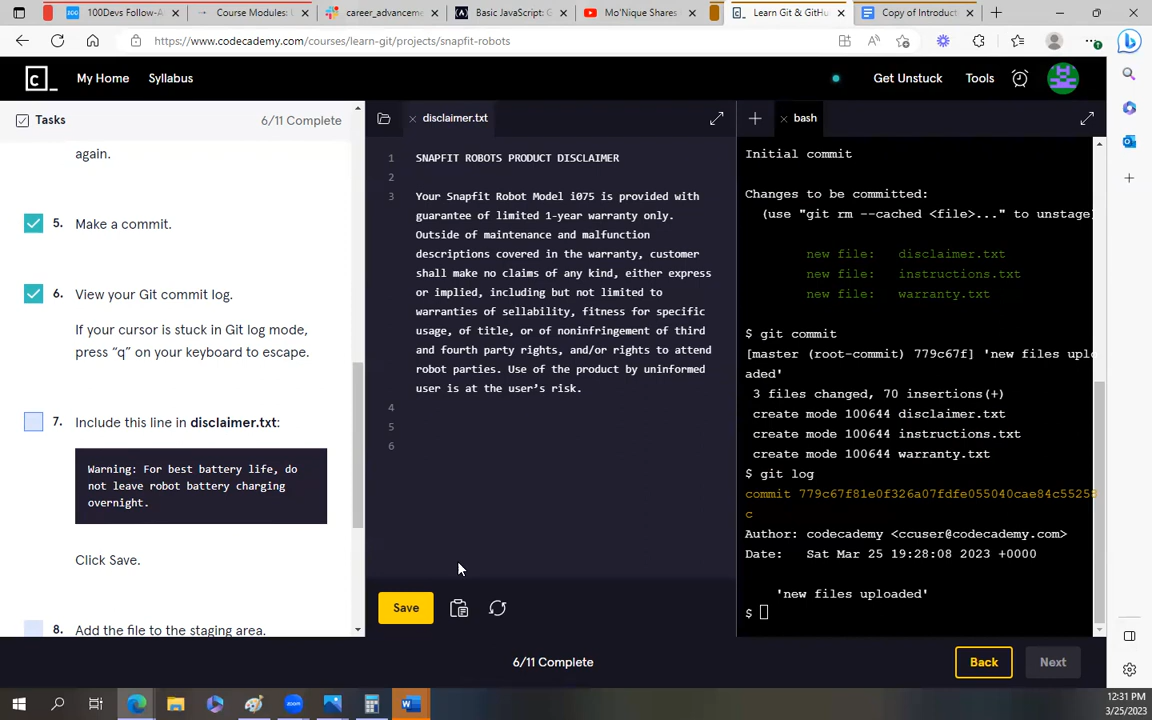 100Devs Follow-A
Course Modules: U
career_advanceme
Basic JavaScript: G
Mo'Nique Shares
Learn Git & GitHu
Copy of Introduct
https://www.codecademy.com/courses/learn-git/projects/snapfit-robots
My Home
Syllabus
Get Unstuck
Tools
Tasks
6/11 Complete
again.
5. Make a commit.
6. View your Git commit log.
If your cursor is stuck in Git log mode,
press “q” on your keyboard to escape.
7. Include this line in disclaimer.txt:
Warning: For best battery life, do
not leave robot battery charging
overnight.
Click Save.
8. Add the file to the staging area.
disclaimer.txt
1 SNAPFIT ROBOTS PRODUCT DISCLAIMER
2
3 Your Snapfit Robot Model i075 is provided with
guarantee of limited 1-year warranty only.
Outside of maintenance and malfunction
descriptions covered in the warranty, customer
shall make no claims of any kind, either express
or implied, including but not limited to
warranties of sellability, fitness for specific
usage, of title, or of noninfringement of third
and fourth party rights, and/or rights to attend
robot parties. Use of the product by uninformed
user is at the user’s risk.
4
5
6
Save
bash
Initial commit
Changes to be committed:
(use "git rm --cached <file>..." to unstage)
new file: disclaimer.txt
new file: instructions.txt
new file: warranty.txt
$ git commit
[master (root-commit) 779c67f] 'new files uplo
aded'
3 files changed, 70 insertions(+)
create mode 100644 disclaimer.txt
create mode 100644 instructions.txt
create mode 100644 warranty.txt
$ git log
commit 779c67f81e0f326a07fdfe055040cae84c55258
c
Author: codecademy <ccuser@codecademy.com>
Date: Sat Mar 25 19:28:08 2023 +0000
'new files uploaded'
$
6/11 Complete
Back
Next
12:31 PM
3/25/2023